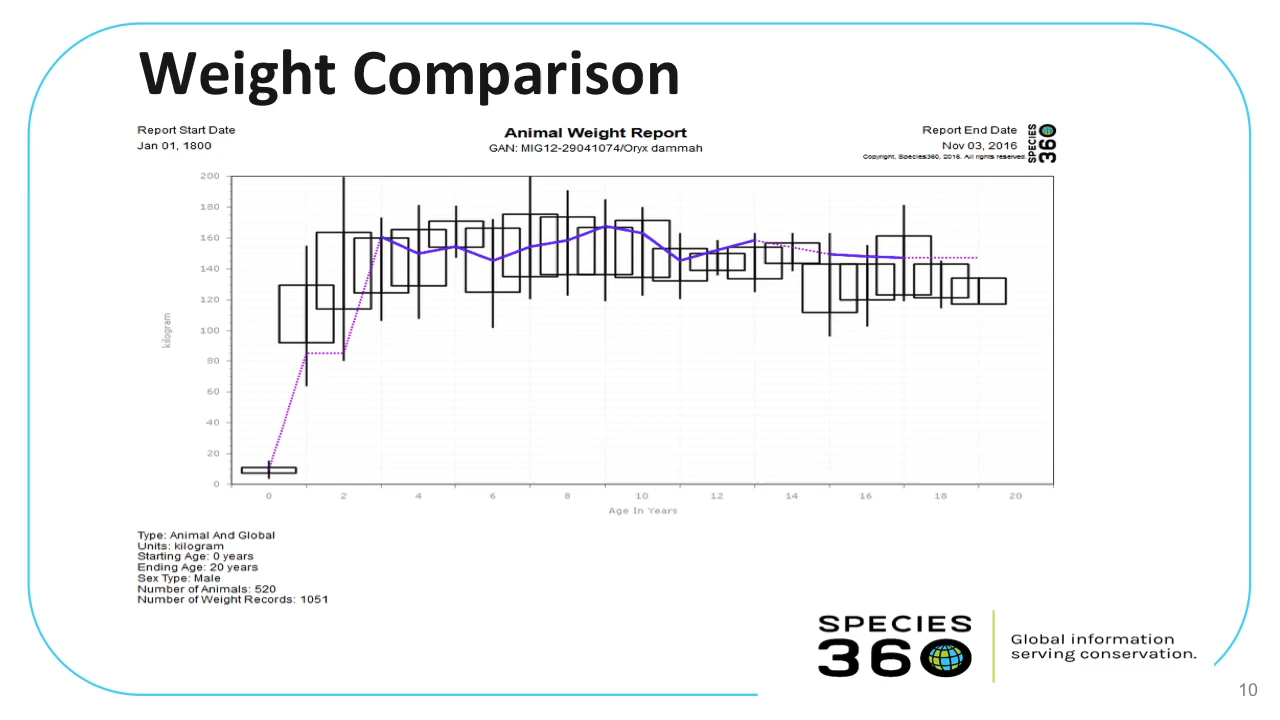 Weight Comparison
Report Start Date
Jan 01, 1800
Animal Weight Report
GAN: MIG12-29041074/Oryx dammah
Report End Date
Nov 03, 2016
Copyright, Species360, 2016. All rights reserved.
SPECIES
360
200
180
160
140
120
100
80
60
40
20
0
kilogram
0 2 4 6 8 10 12 14 16 18 20
Age In Years
Type: Animal And Global
Units: kilogram
Starting Age: 0 years
Ending Age: 20 years
Sex Type: Male
Number of Animals: 520
Number of Weight Records: 1051
SPECIES
360
Global information
serving conservation.
10